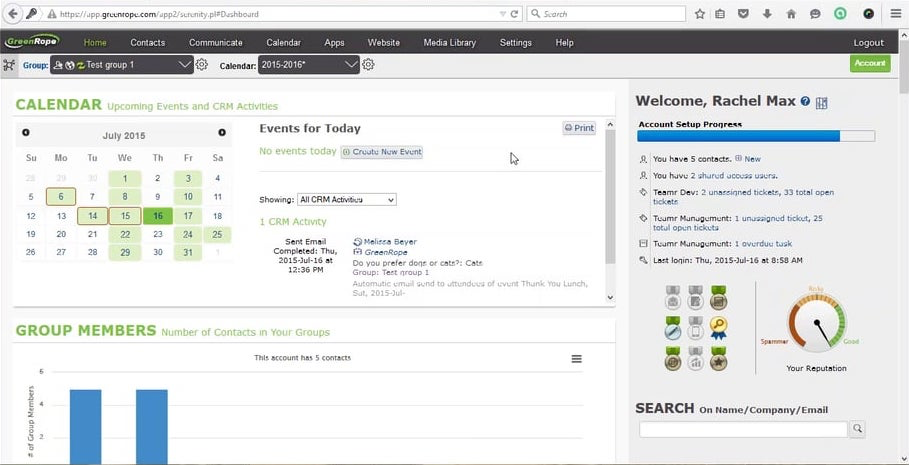 https://app.greenrope.com/app2/serenity.pl#Dashboard
Search
GreenRope
Home Contacts Communicate Calendar Apps Website Media Library Settings Help Logout
Group: Test group 1 Calendar: 2015-2016* Account
CALENDAR Upcoming Events and CRM Activities
July 2015
Su Mo Tu We Th Fr Sa
28 29 30 1 2 3 4
5 6 7 8 9 10 11
12 13 14 15 16 17 18
19 20 21 22 23 24 25
26 27 28 29 30 31 1
Events for Today
Print
No events today Create New Event
Showing: All CRM Activities
1 CRM Activity
Sent Email
Completed: Thu,
2015-Jul-16 at
12:36 PM
Melissa Beyer
GreenRope
Do you prefer dogs or cats?: Cats
Group: Test group 1
Automatic email send to attendees of event Thank You Lunch,
Sat, 2015-Jul-
GROUP MEMBERS Number of Contacts in Your Groups
This account has 5 contacts
# of Group Members
6
4
2
Welcome, Rachel Max
Account Setup Progress
You have 5 contacts. New
You have 2 shared access users.
Teamr Dev: 2 unassigned tickets, 33 total open
tickets
Teamr Management: 1 unassigned ticket, 25
total open tickets
Teamr Management: 1 overdue task
Last login: Thu, 2015-Jul-16 at 8:58 AM
Risky
Spammer
Good
Your Reputation
SEARCH On Name/Company/Email